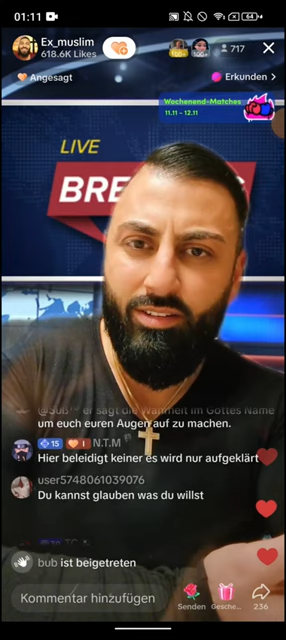 01:11
64
Ex_muslim
618.6K Likes
717
Angesagt
Erkunden >
Wochenend-Matches
11.11 - 12.11
LIVE
BRE
er sagt die Wahrheit im Gottes Name
um euch euren Augen auf zu machen.
15 1 N.T.M
Hier beleidigt keiner es wird nur aufgeklärt
user5748061039076
Du kannst glauben was du willst
bub ist beigetreten
Kommentar hinzufügen
Senden
Gesche...
236